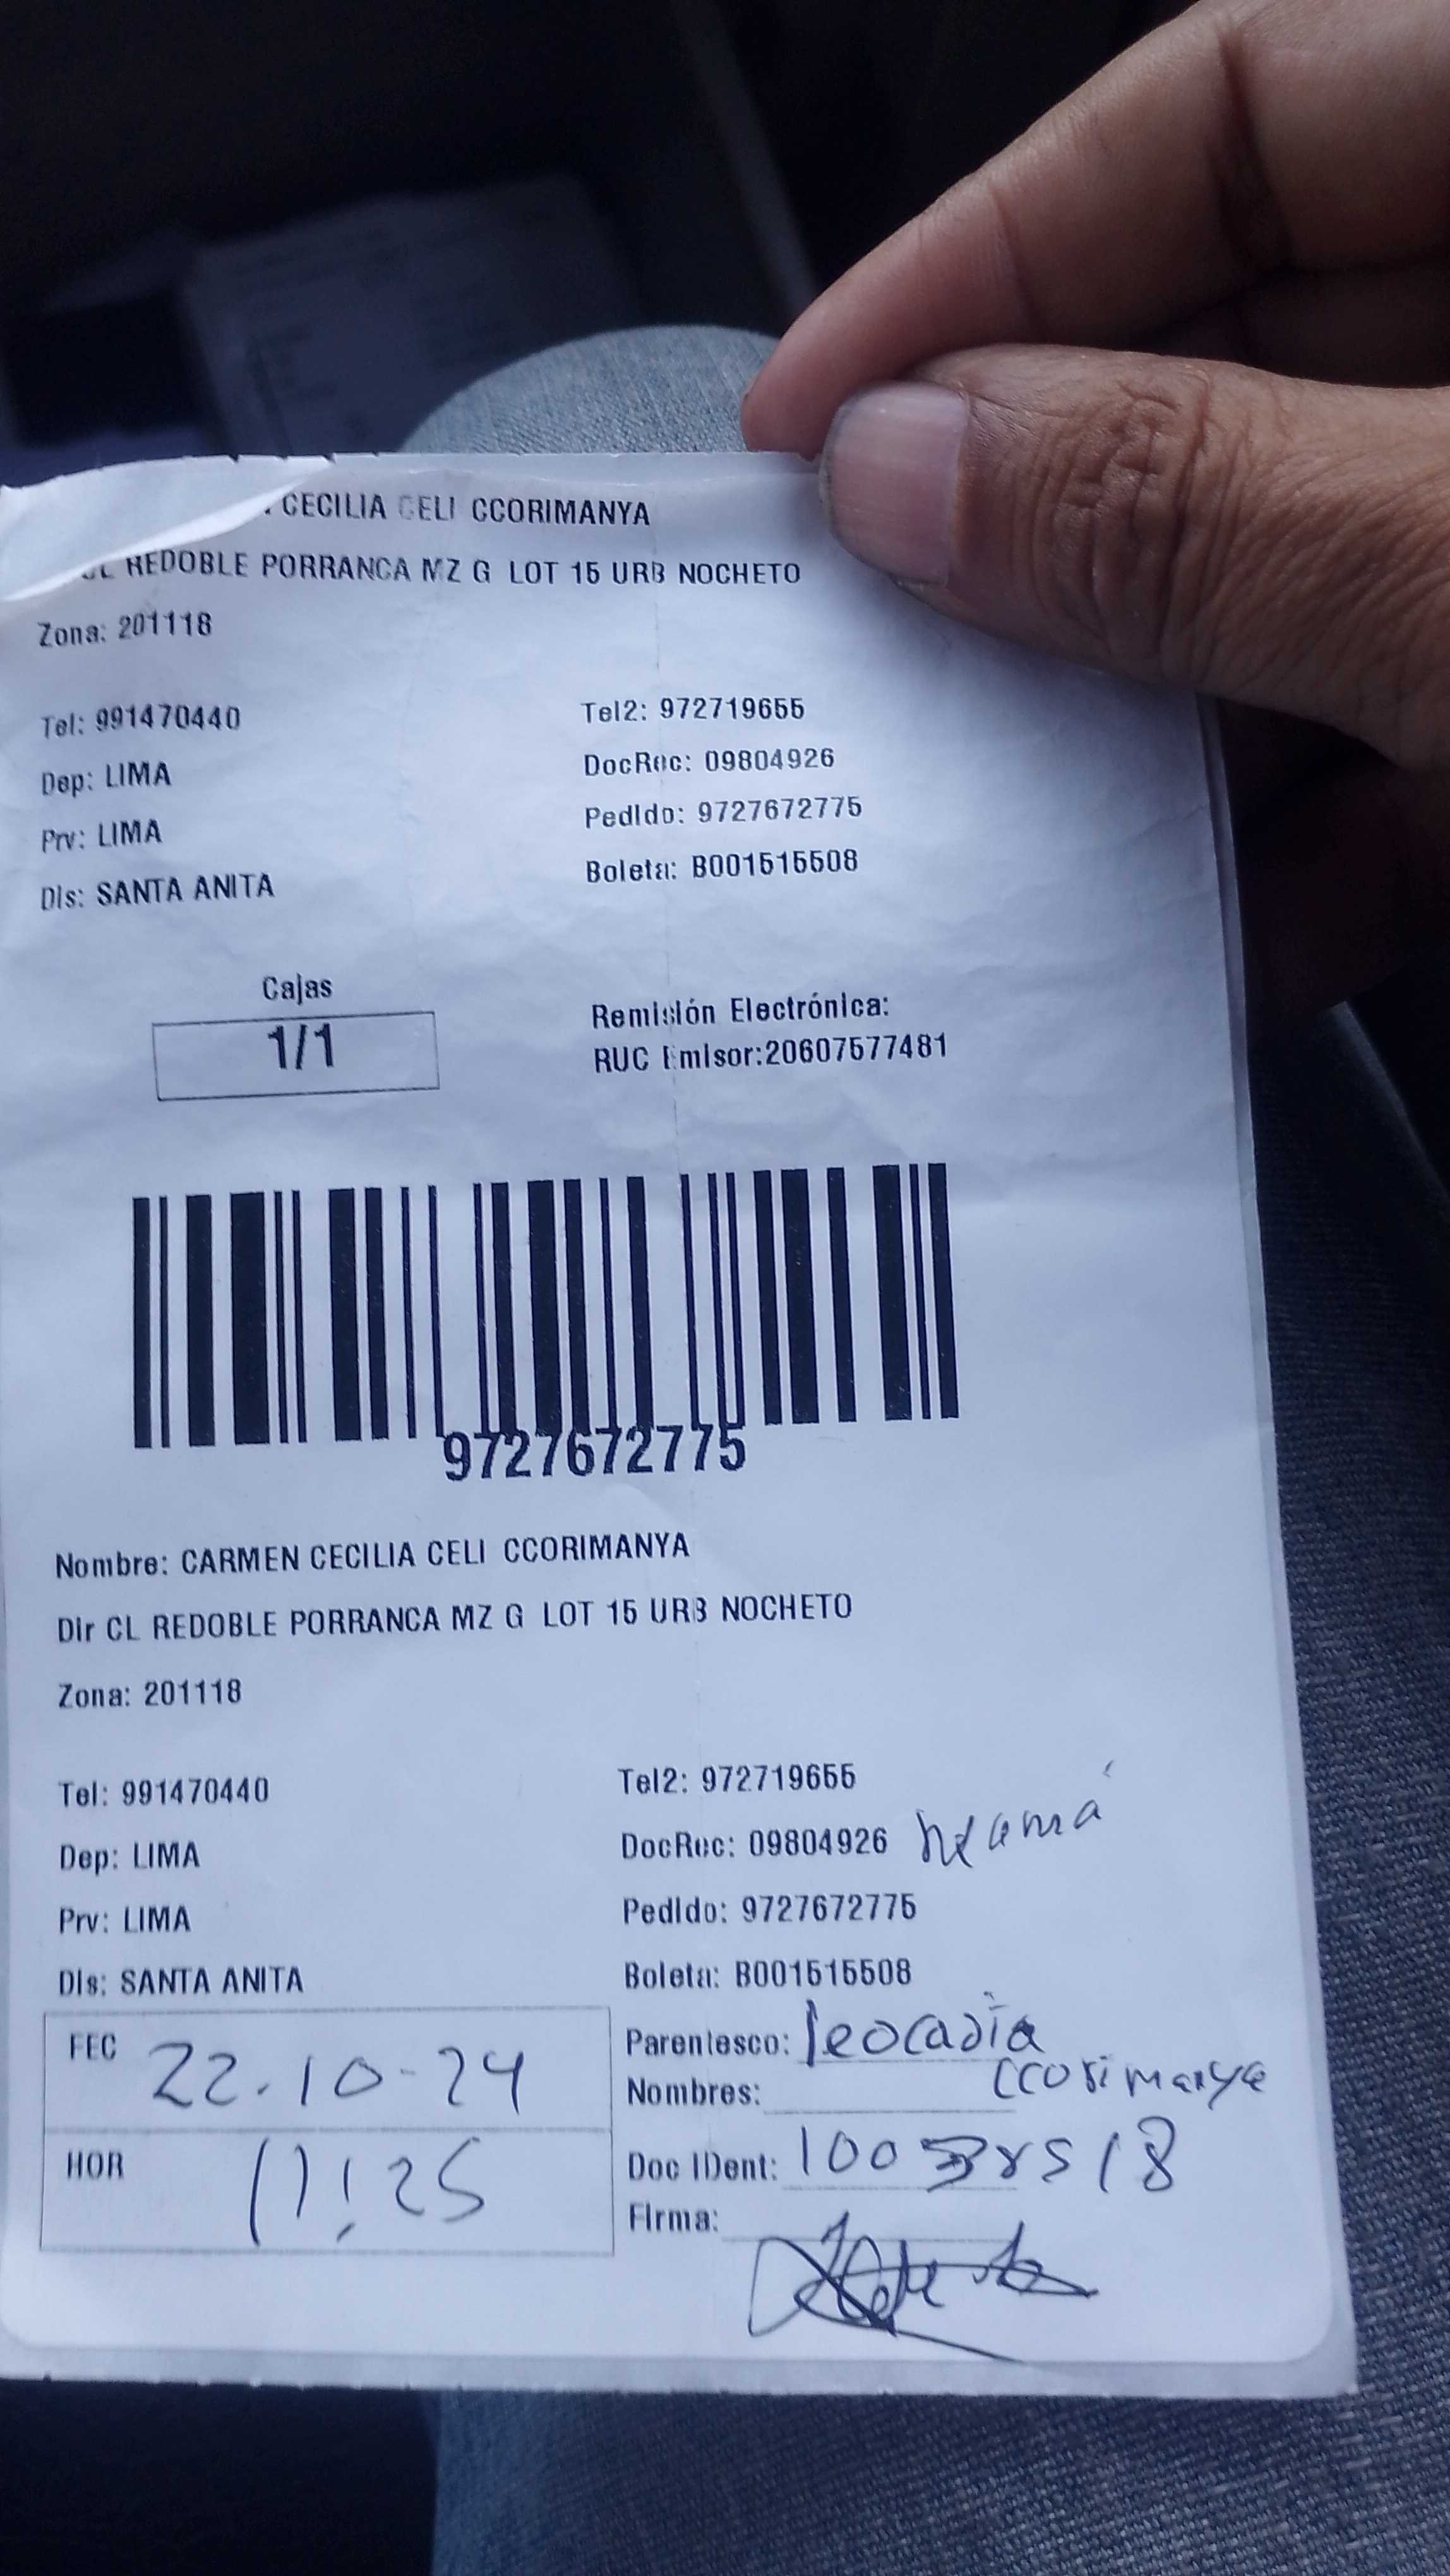 CECILIA CELI CCORIMANYA
CL REDOBLE PORRANCA MZ G LOT 15 URB NOCHETO
Zona: 201118
Tel: 991470440
Tel2: 972719655
Dep: LIMA
DocRec: 09804926
Prv: LIMA
Pedido: 9727672775
Dis: SANTA ANITA
Boleta: B001515508
Cajas
1/1
Remisión Electrónica:
RUC Emisor:20607577481
9727672775
Nombre: CARMEN CECILIA CELI CCORIMANYA
Dir CL REDOBLE PORRANCA MZ G LOT 15 URB NOCHETO
Zona: 201118
Tel: 991470440
Tel2: 972719655
Dep: LIMA
DocRec: 09804926 mamá
Prv: LIMA
Pedido: 9727672775
Dis: SANTA ANITA
Boleta: B001515508
FEC 22.10-24
Parentesco: leocadia
Nombres: ccorimanya
HOR 11:25
Doc IDent:
Firma: